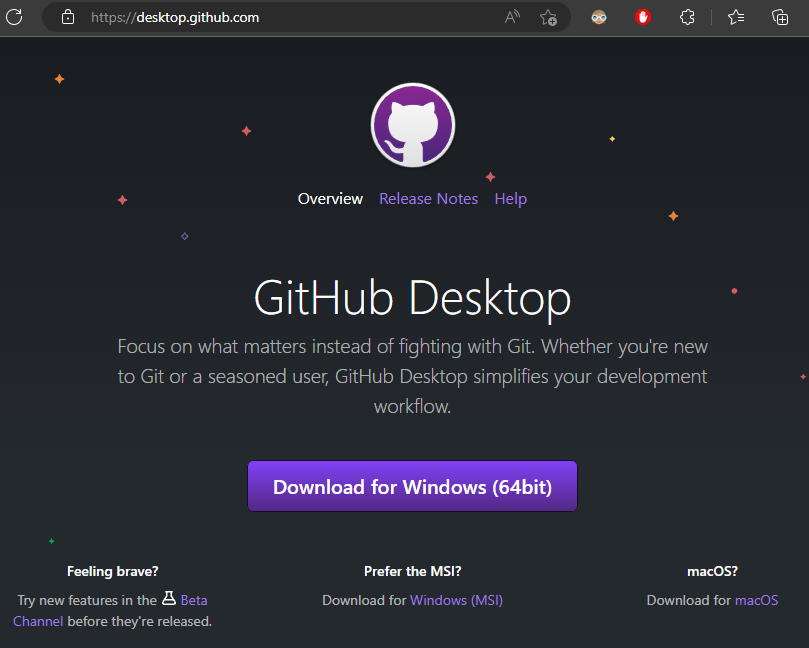 https://desktop.github.com
Overview Release Notes Help
GitHub Desktop
Focus on what matters instead of fighting with Git. Whether you're new
to Git or a seasoned user, GitHub Desktop simplifies your development
workflow.
Download for Windows (64bit)
Feeling brave?
Try new features in the Beta
Channel before they're released.
Prefer the MSI?
Download for Windows (MSI)
macOS?
Download for macOS